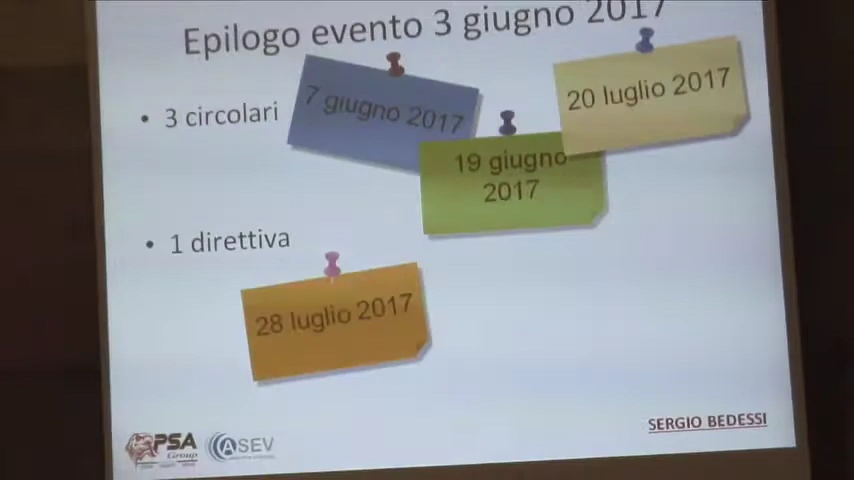 Epilogo evento 3 giugno 2017
• 3 circolari
7 giugno 2017
19 giugno
2017
20 luglio 2017
• 1 direttiva
28 luglio 2017
PSA
Group
ASEV
SERGIO BEDESSI